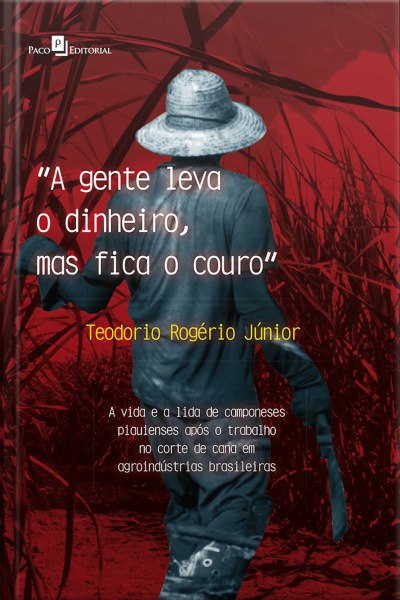 PACO EDITORIAL
"A gente leva
o dinheiro,
mas fica o couro"
Teodorio Rogério Júnior
A vida e a lida de camponeses
piauienses após o trabalho
no corte de cana em
agroindústrias brasileiras